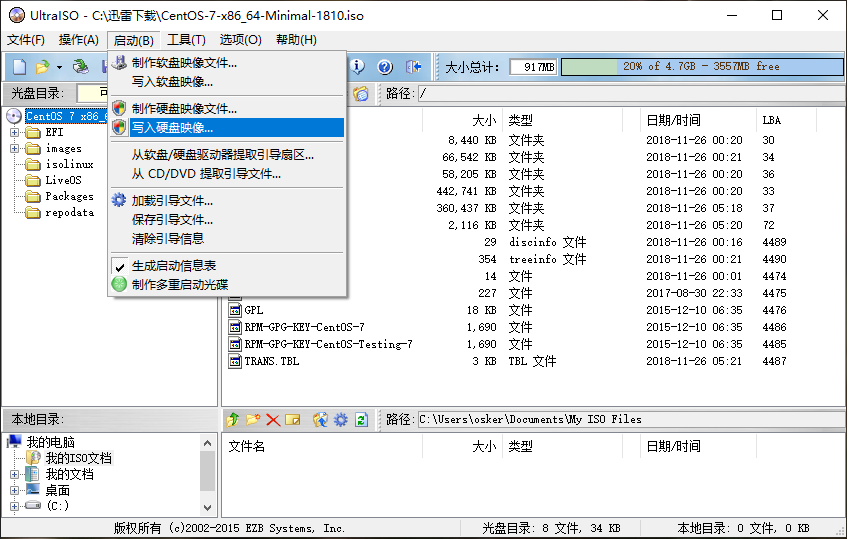 UltraISO - C:\迅雷下载\CentOS-7-x86_64-Minimal-1810.iso
文件(F) 操作(A) 启动(B) 工具(T) 选项(O) 帮助(H)
大小总计: 917MB 20% of 4.7GB - 3557MB free
光盘目录: 可
路径: /
制作软盘映像文件...
写入软盘映像...
制作硬盘映像文件...
写入硬盘映像...
从软盘/硬盘驱动器提取引导扇区...
从 CD/DVD 提取引导文件...
加载引导文件...
保存引导文件...
清除引导信息
生成启动信息表
制作多重启动光碟
CentOS 7 x86_6
EFI
images
isolinux
LiveOS
Packages
repodata
大小 类型 日期/时间 LBA
8,440 KB 文件夹 2018-11-26 00:20 30
66,542 KB 文件夹 2018-11-26 00:21 34
58,205 KB 文件夹 2018-11-26 00:20 36
442,741 KB 文件夹 2018-11-26 00:20 33
360,437 KB 文件夹 2018-11-26 05:18 37
2,116 KB 文件夹 2018-11-26 05:20 72
29 discinfo 文件 2018-11-26 00:16 4489
354 treeinfo 文件 2018-11-26 00:21 4490
14 文件 2018-11-26 00:01 4474
227 文件 2017-08-30 22:33 4475
GPL 18 KB 文件 2015-12-10 06:35 4476
RPM-GPG-KEY-CentOS-7 1,690 文件 2015-12-10 06:35 4486
RPM-GPG-KEY-CentOS-Testing-7 1,690 文件 2015-12-10 06:35 4485
TRANS.TBL 3 KB TBL 文件 2018-11-26 05:21 4487
本地目录:
路径: C:\Users\osker\Documents\My ISO Files
我的电脑
我的ISO文档
我的文档
桌面
(C:)
文件名 大小 类型 日期/时间
版权所有 (c)2002-2015 EZB Systems, Inc.
光盘目录: 8 文件, 34 KB
本地目录: 0 文件, 0 KB